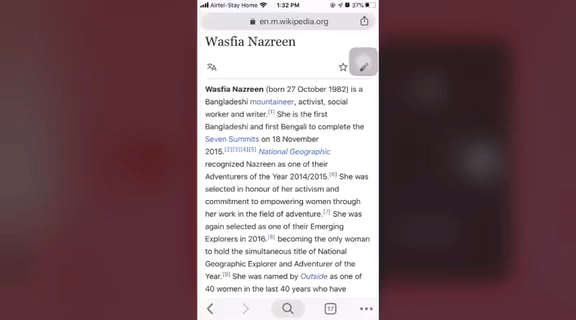 Airtel-Stay Home 1:32 PM 37%
en.m.wikipedia.org
Wasfia Nazreen
Wasfia Nazreen (born 27 October 1982) is a
Bangladeshi mountaineer, activist, social
worker and writer.[1] She is the first
Bangladeshi and first Bengali to complete the
Seven Summits on 18 November
2015.[2][3][4][5] National Geographic
recognized Nazreen as one of their
Adventurers of the Year 2014/2015.[6] She was
selected in honour of her activism and
commitment to empowering women through
her work in the field of adventure.[7] She was
again selected as one of their Emerging
Explorers in 2016,[8] becoming the only woman
to hold the simultaneous title of National
Geographic Explorer and Adventurer of the
Year.[9] She was named by Outside as one of
40 women in the last 40 years who have
17